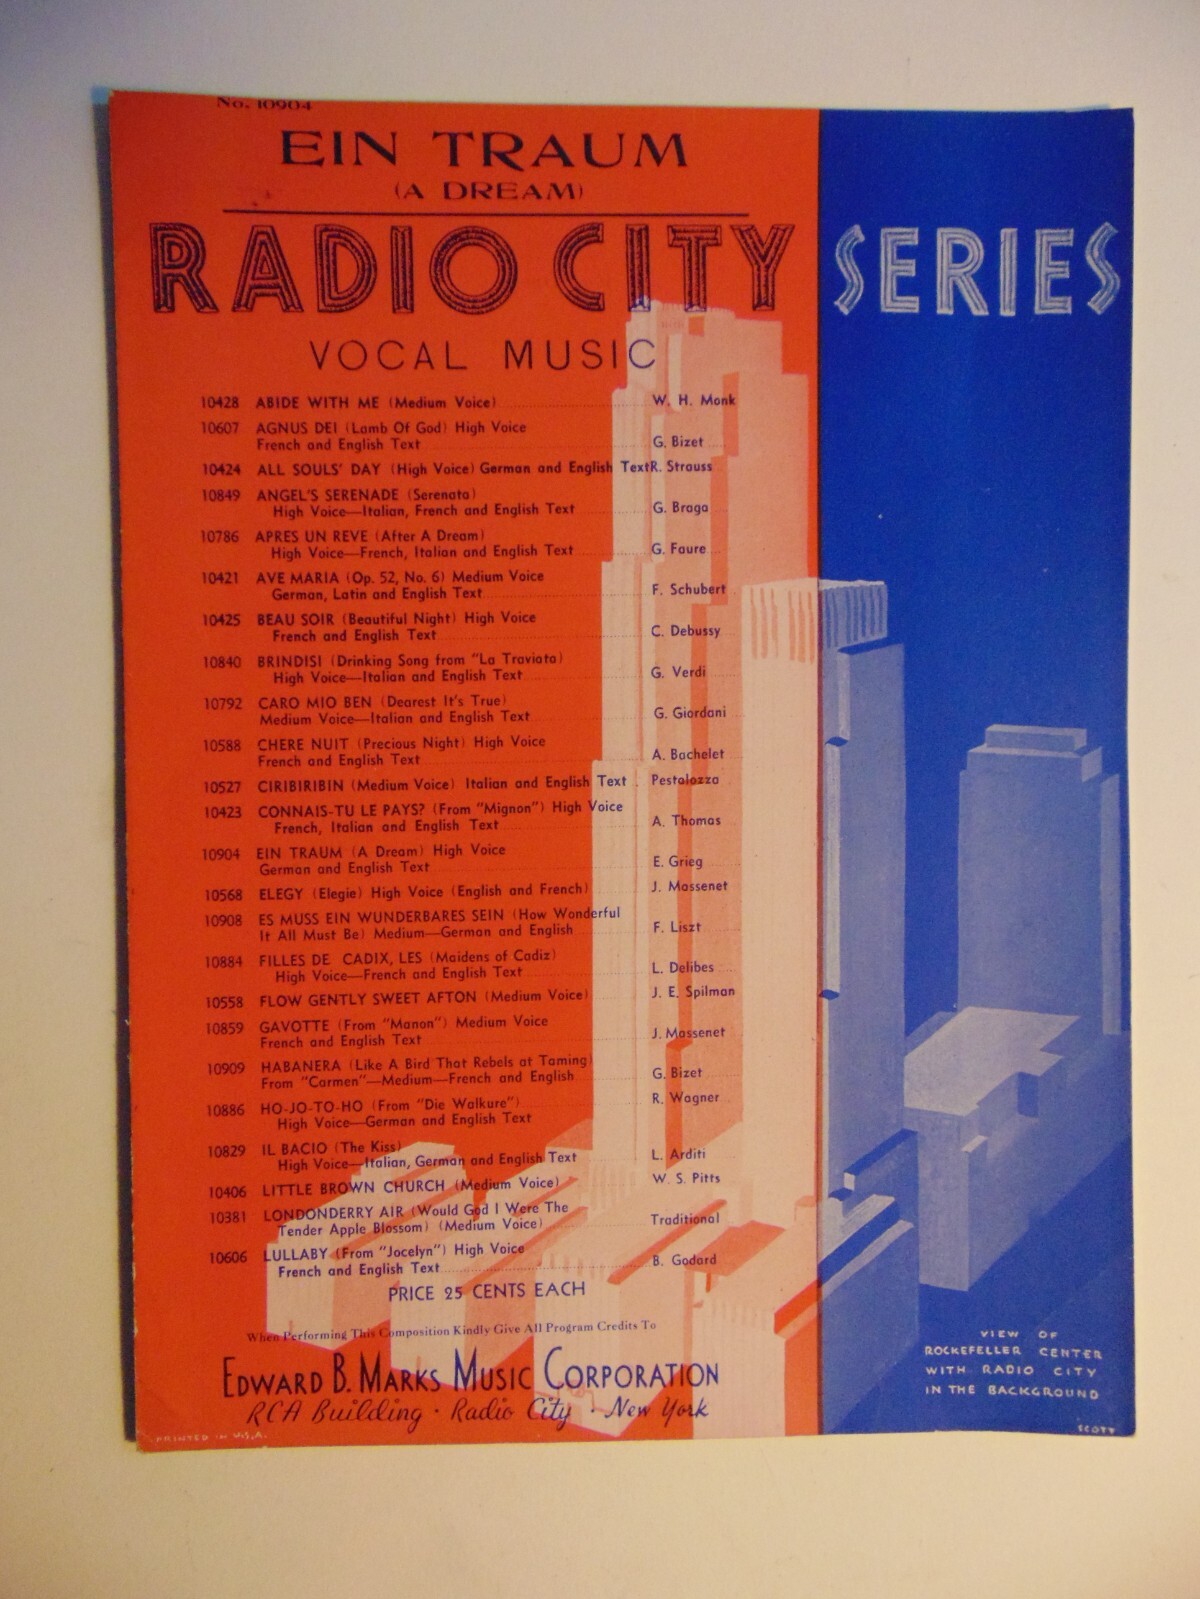 No. 10904
EIN TRAUM
(A DREAM)
RADIO CITY SERIES
VOCAL MUSIC
10428 ABIDE WITH ME (Medium Voice) W. H. Monk
10607 AGNUS DEI (Lamb Of God) High Voice
French and English Text G. Bizet
10424 ALL SOULS' DAY (High Voice) German and English Text R. Strauss
10849 ANGEL'S SERENADE (Serenata)
High Voice—Italian, French and English Text G. Braga
10786 APRES UN REVE (After A Dream)
High Voice—French, Italian and English Text G. Faure
10421 AVE MARIA (Op. 52, No. 6) Medium Voice
German, Latin and English Text F. Schubert
10425 BEAU SOIR (Beautiful Night) High Voice
French and English Text C. Debussy
10840 BRINDISI (Drinking Song from "La Traviata)
High Voice—Italian and English Text G. Verdi
10792 CARO MIO BEN (Dearest It's True)
Medium Voice—Italian and English Text G. Giordani
10588 CHERE NUIT (Precious Night) High Voice
French and English Text A. Bachelet
10527 CIRIBIRIBIN (Medium Voice) Italian and English Text Pestalozza
10423 CONNAIS-TU LE PAYS? (From "Mignon") High Voice
French, Italian and English Text A. Thomas
10904 EIN TRAUM (A Dream) High Voice
German and English Text E. Grieg
10568 ELEGY (Elegie) High Voice (English and French) J. Massenet
10908 ES MUSS EIN WUNDERBARES SEIN (How Wonderful
It All Must Be) Medium—German and English F. Liszt
10884 FILLES DE CADIX, LES (Maidens of Cadiz)
High Voice—French and English Text L. Delibes
10558 FLOW GENTLY SWEET AFTON (Medium Voice) J. E. Spilman
10859 GAVOTTE (From "Manon") Medium Voice
French and English Text J. Massenet
10909 HABANERA (Like A Bird That Rebels at Taming)
From "Carmen"—Medium—French and English G. Bizet
10886 HO-JO-TO-HO (From "Die Walkure") R. Wagner
High Voice—German and English Text
10829 IL BACIO (The Kiss)
High Voice—Italian, German and English Text L. Arditi
10406 LITTLE BROWN CHURCH (Medium Voice) W. S. Pitts
10381 LONDONDERRY AIR (Would God I Were The
Tender Apple Blossom) (Medium Voice) Traditional
10606 LULLABY (From "Jocelyn") High Voice
French and English Text B. Godard
PRICE 25 CENTS EACH
When Performing This Composition Kindly Give All Program Credits To
EDWARD B. MARKS MUSIC CORPORATION
RCA Building · Radio City · New York
PRINTED IN U.S.A.
VIEW OF
ROCKEFELLER CENTER
WITH RADIO CITY
IN THE BACKGROUND
SCOTT